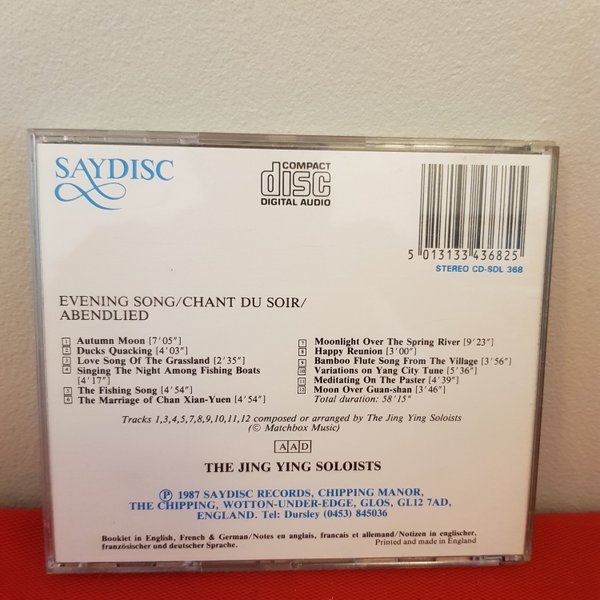 SAYDISC
COMPACT
disc
DIGITAL AUDIO
5 013133 436825
STEREO CD-SDL 368
EVENING SONG/CHANT DU SOIR/
ABENDLIED
1 Autumn Moon [7'05"]
2 Ducks Quacking [4'03"]
3 Love Song Of The Grassland [2'35"]
4 Singing The Night Among Fishing Boats
[4'17"]
5 The Fishing Song [4'54"]
6 The Marriage of Chan Xian-Yuen [4'54"]
7 Moonlight Over The Spring River [9'23"]
8 Happy Reunion [3'00"]
9 Bamboo Flute Song From The Village [3'56"]
10 Variations on Yang City Tune [5'36"]
11 Meditating On The Paster [4'39"]
12 Moon Over Guan-shan [3'46"]
Total duration: 58'15"
Tracks 1,3,4,5,7,8,9,10,11,12 composed or arranged by The Jing Ying Soloists
(© Matchbox Music)
AAD
THE JING YING SOLOISTS
℗ 1987 SAYDISC RECORDS, CHIPPING MANOR,
THE CHIPPING, WOTTON-UNDER-EDGE, GLOS, GL12 7AD,
ENGLAND. Tel: Dursley (0453) 845036
Booklet in English, French & German/Notes en anglais, francais et allemand/Notizen in englischer,
französischer und deutscher Sprache.
Printed and made in England